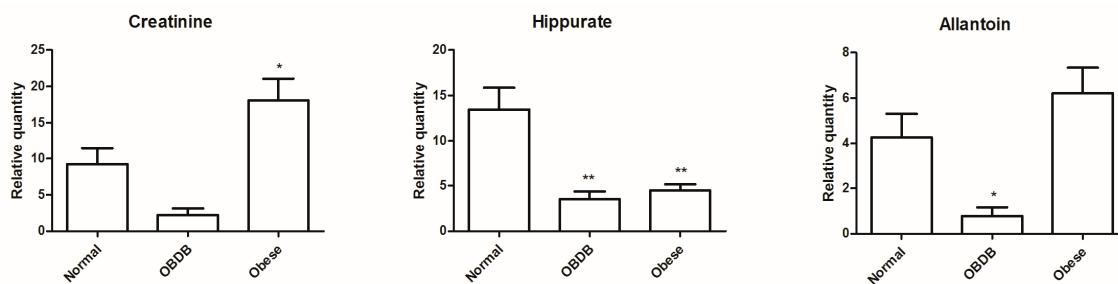 Creatinine
Relative quantity
25
20
15
10
5
0
*
Normal
OBDB
Obese
Hippurate
Relative quantity
20
15
10
5
0
**
**
Normal
OBDB
Obese
Allantoin
Relative quantity
8
6
4
2
0
*
Normal
OBDB
Obese